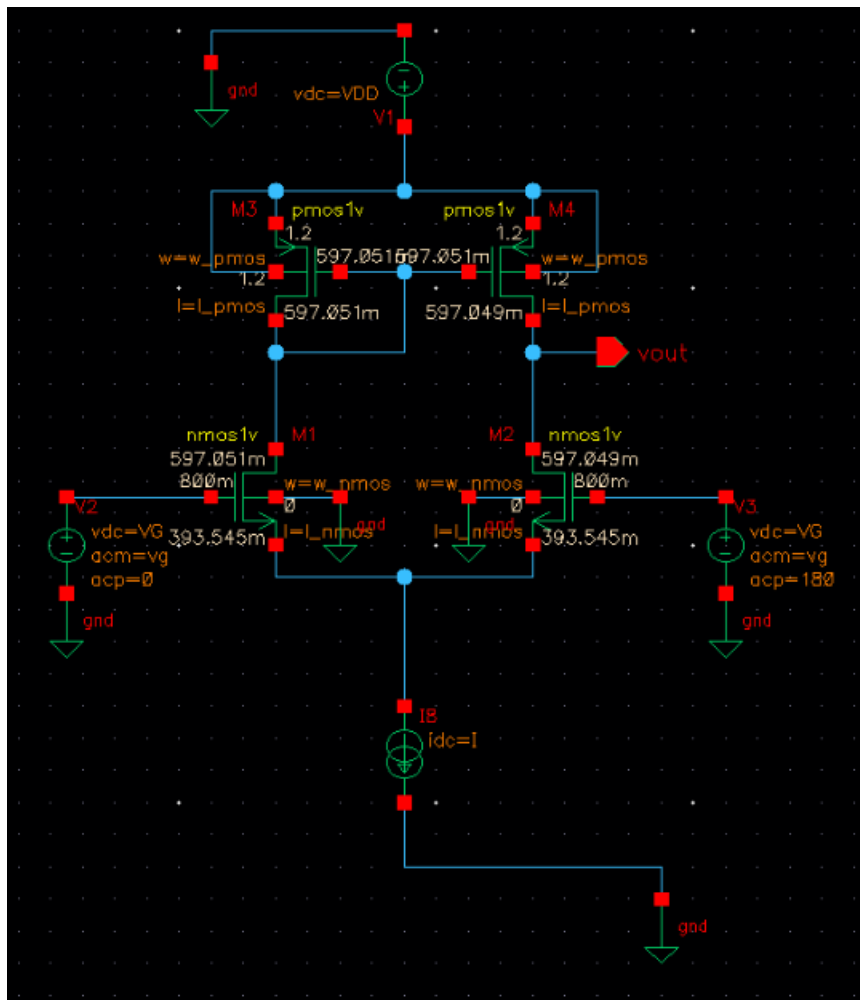 gnd
vdc=VDD
V1
M3
pmos1v
pmos1v
M4
1.2
1.2
597.051m
597.051m
w=w_pmos
w=w_pmos
1.2
1.2
l=l_pmos
l=l_pmos
597.051m
597.049m
vout
nmos1v
M1
M2
nmos1v
597.051m
597.049m
800m
w=w_nmos
w=w_nmos
800m
V2
0
0
V3
vdc=VG
l=l_nmos
gnd
l=l_nmos
gnd
vdc=VG
acm=vg
393.545m
393.545m
acm=vg
acp=0
acp=180
gnd
gnd
I8
idc=I
gnd